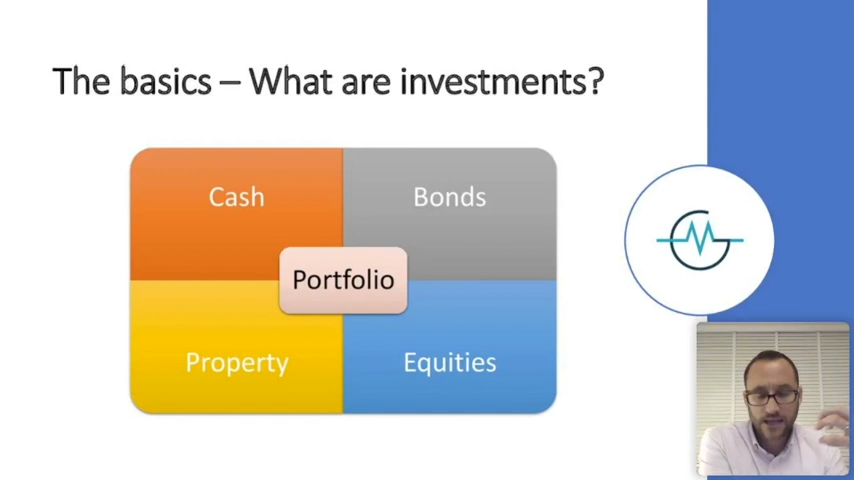 The basics – What are investments?
Cash
Bonds
Portfolio
Property
Equities